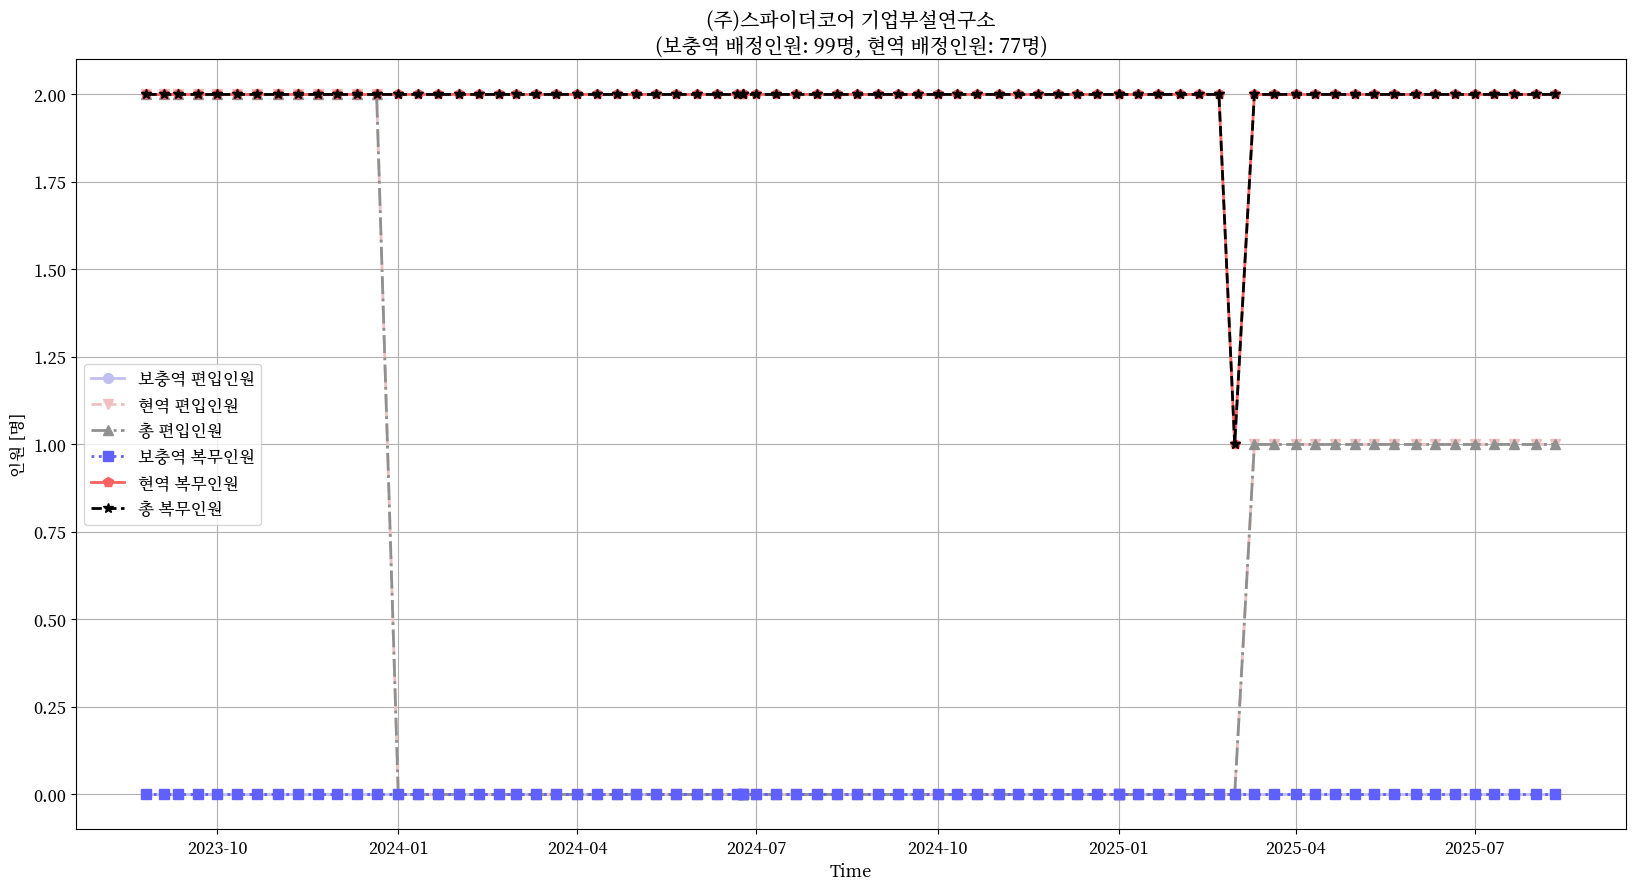 (주)스파이더코어 기업부설연구소
(보충역 배정인원: 99명, 현역 배정인원: 77명)
2.00
1.75
1.50
1.25
1.00
0.75
0.50
0.25
0.00
인원 [명]
보충역 편입인원
현역 편입인원
총 편입인원
보충역 복무인원
현역 복무인원
총 복무인원
2023-10
2024-01
2024-04
2024-07
2024-10
2025-01
2025-04
2025-07
Time